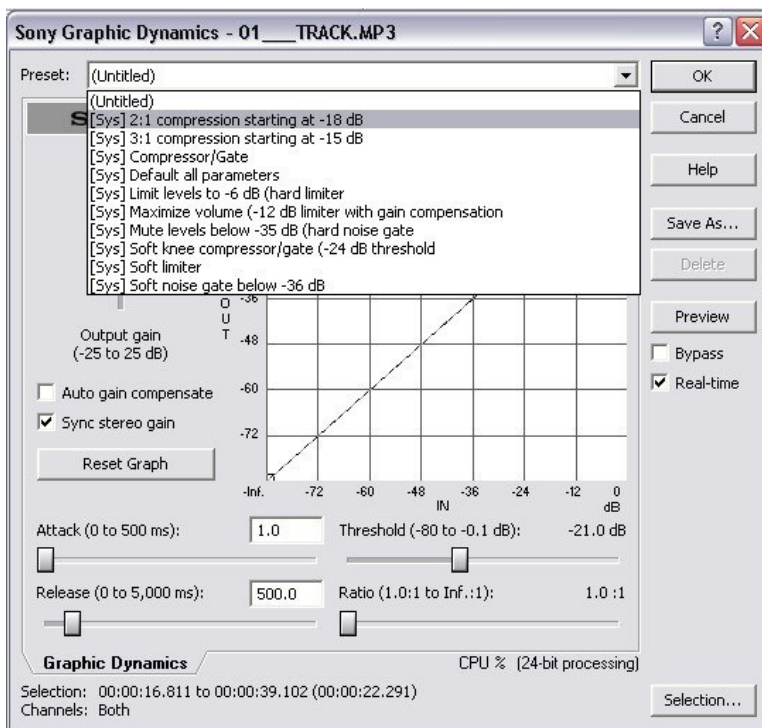 Sony Graphic Dynamics - 01___TRACK.MP3
Preset: (Untitled)
OK
(Untitled)
[Sys] 2:1 compression starting at -18 dB
[Sys] 3:1 compression starting at -15 dB
[Sys] Compressor/Gate
[Sys] Default all parameters
[Sys] Limit levels to -6 dB (hard limiter
[Sys] Maximize volume (-12 dB limiter with gain compensation
[Sys] Mute levels below -35 dB (hard noise gate
[Sys] Soft knee compressor/gate (-24 dB threshold
[Sys] Soft limiter
[Sys] Soft noise gate below -36 dB
S
Cancel
Help
Save As...
Delete
Preview
Bypass
Real-time
Output gain
(-25 to 25 dB)
Auto gain compensate
Sync stereo gain
Reset Graph
O
U
T
-36
-48
-60
-72
-Inf. -72 -60 -48 -36 -24 -12 0
IN dB
Attack (0 to 500 ms): 1.0 Threshold (-80 to -0.1 dB): -21.0 dB
Release (0 to 5,000 ms): 500.0 Ratio (1.0:1 to Inf.:1): 1.0 :1
Graphic Dynamics CPU % (24-bit processing)
Selection: 00:00:16.811 to 00:00:39.102 (00:00:22.291)
Channels: Both
Selection...